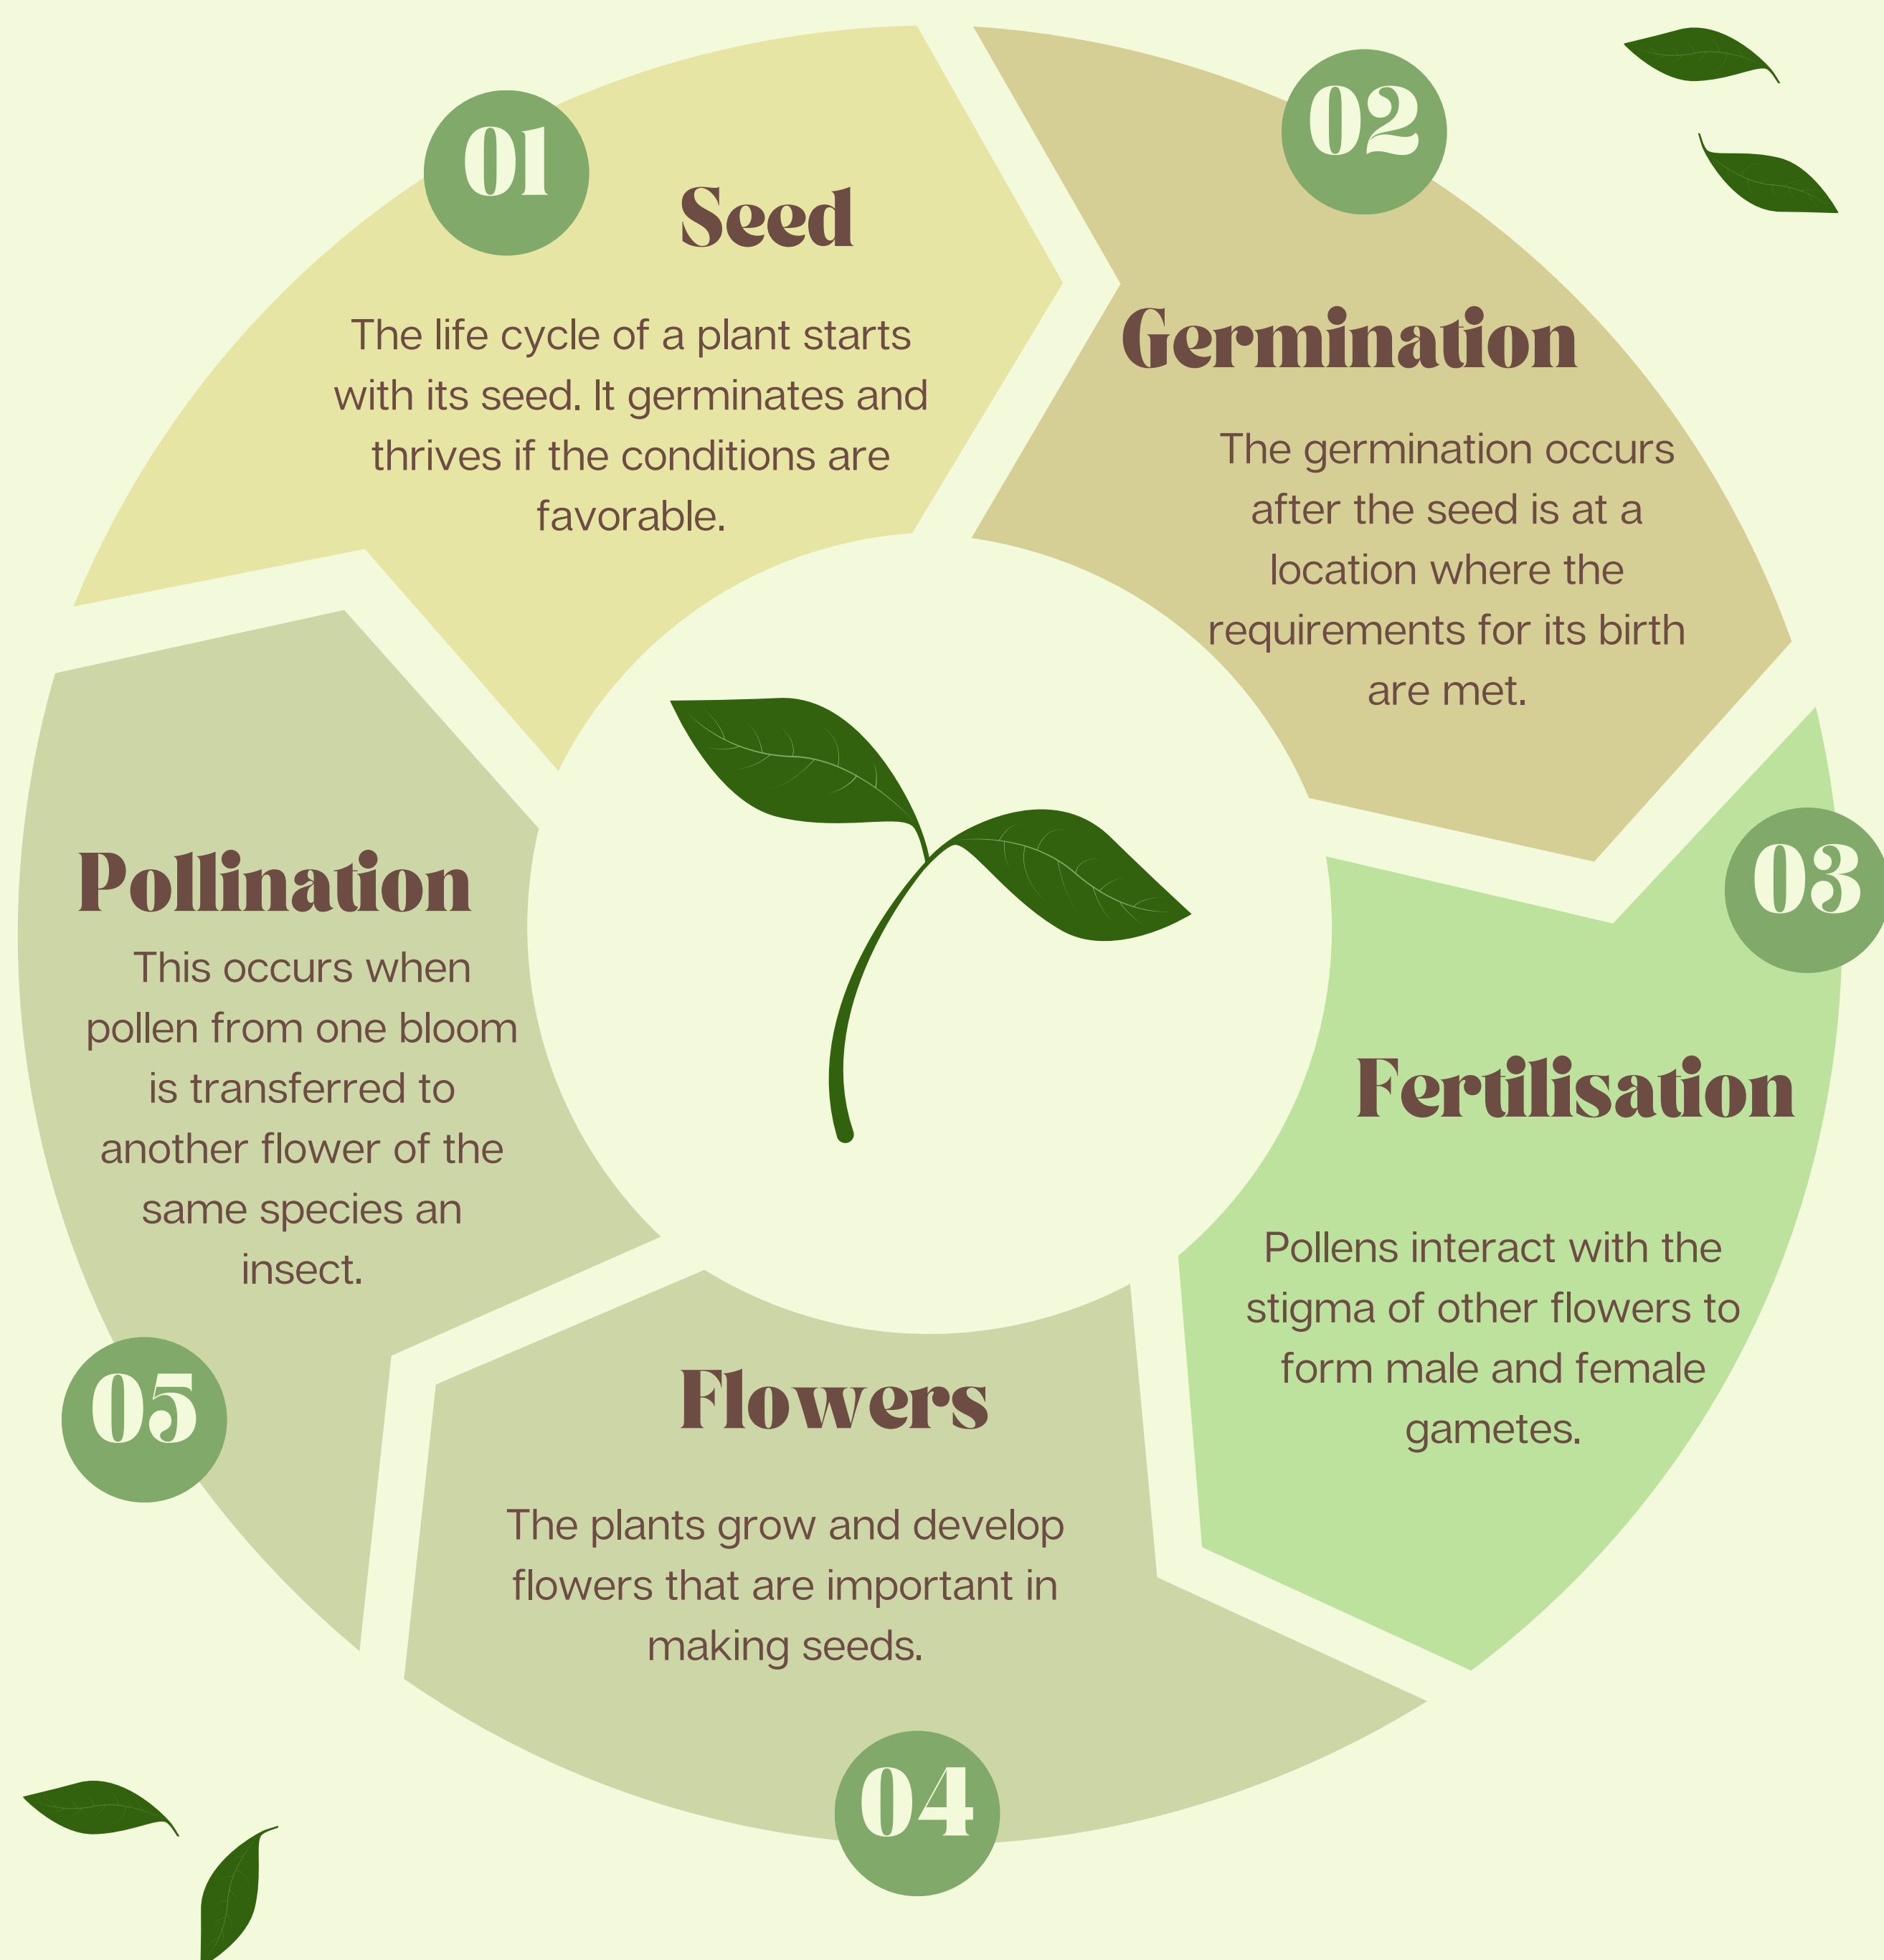 01
Seed
The life cycle of a plant starts
with its seed. It germinates and
thrives if the conditions are
favorable.
02
Germination
The germination occurs
after the seed is at a
location where the
requirements for its birth
are met.
03
Fertilisation
Pollens interact with the
stigma of other flowers to
form male and female
gametes.
Flowers
The plants grow and develop
flowers that are important in
making seeds.
04
Pollination
This occurs when
pollen from one bloom
is transferred to
another flower of the
same species an
insect.
05